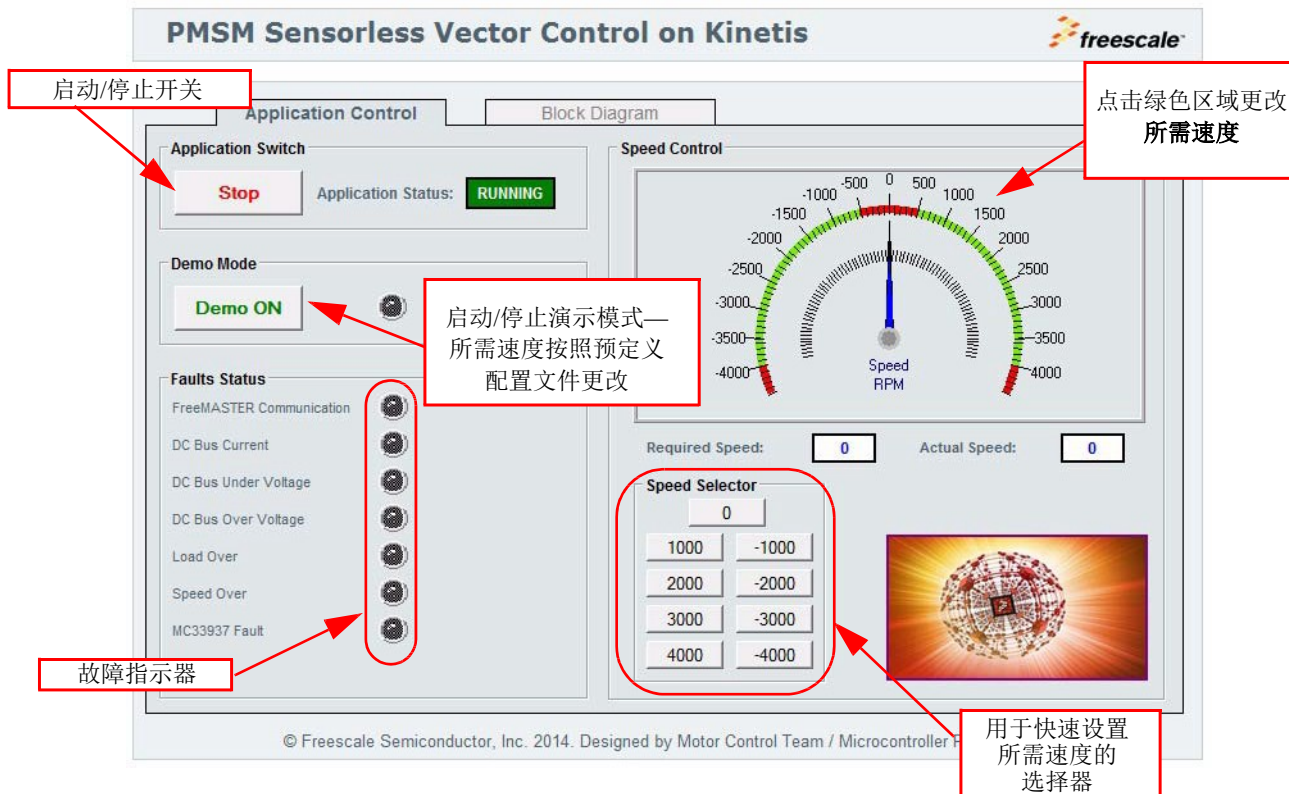 PMSM Sensorless Vector Control on Kinetis
freescale
启动/停止开关
点击绿色区域更改
所需速度
Application Control
Block Diagram
Application Switch
Stop
Application Status:
RUNNING
Demo Mode
Demo ON
启动/停止演示模式—
所需速度按照预定义
配置文件更改
Faults Status
FreeMASTER Communication
DC Bus Current
DC Bus Under Voltage
DC Bus Over Voltage
Load Over
Speed Over
MC33937 Fault
故障指示器
Speed Control
-4000
-3500
-3000
-2500
-2000
-1500
-1000
-500
0
500
1000
1500
2000
2500
3000
3500
4000
Speed
RPM
Required Speed:
0
Actual Speed:
0
Speed Selector
0
1000 -1000
2000 -2000
3000 -3000
4000 -4000
用于快速设置
所需速度的
选择器
© Freescale Semiconductor, Inc. 2014. Designed by Motor Control Team / Microcontroller